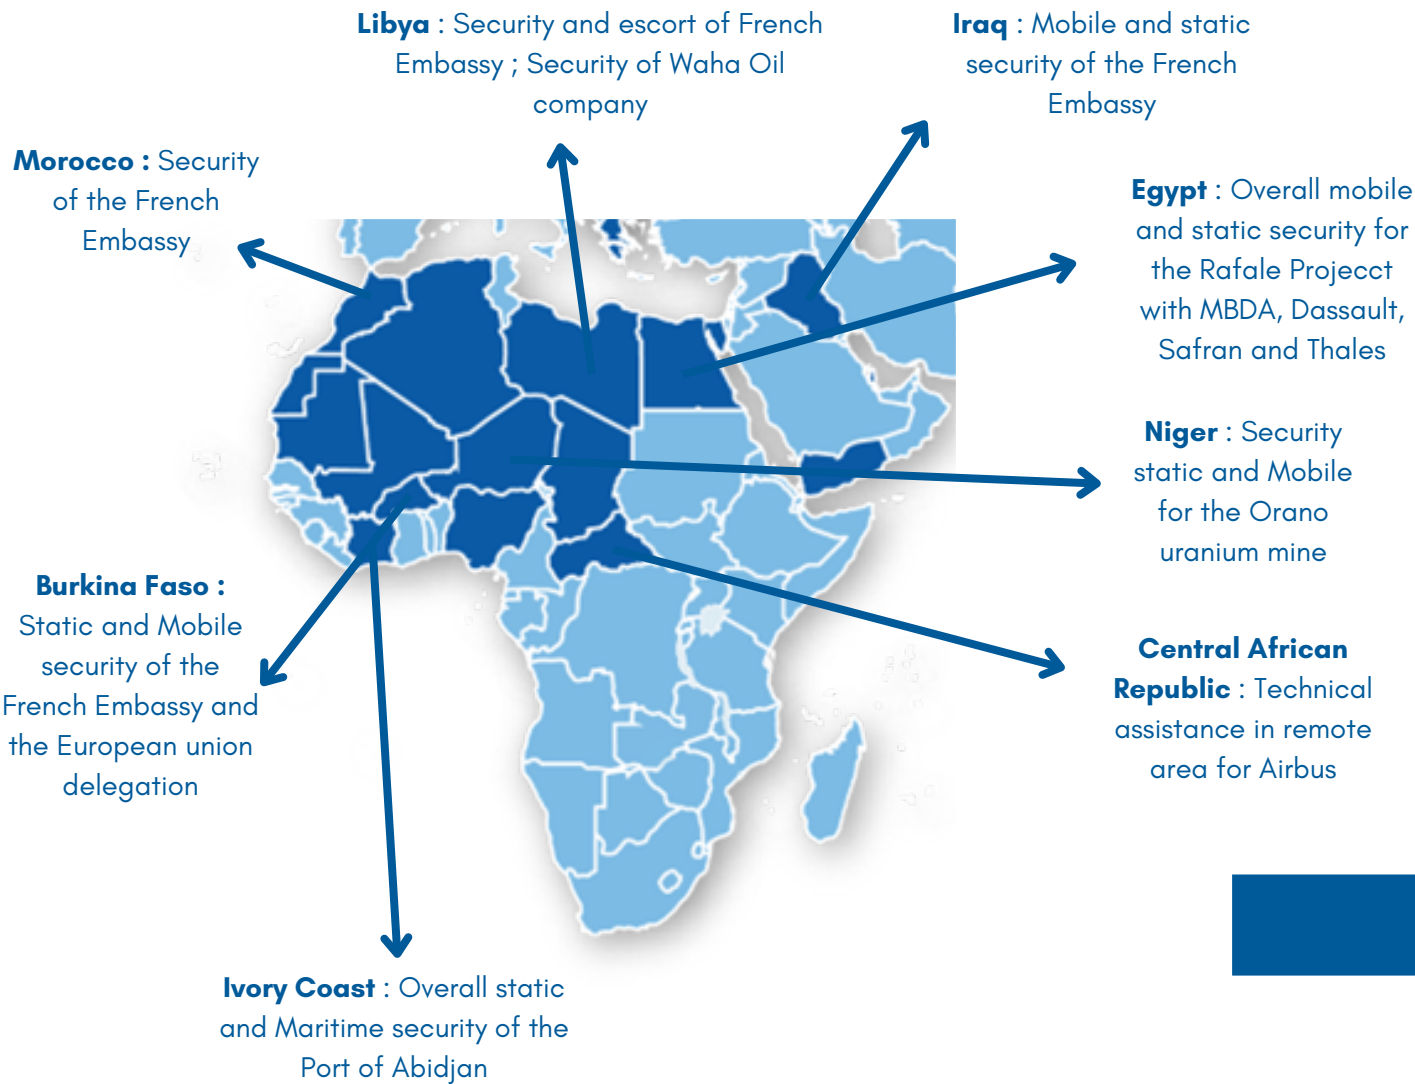 Libya : Security and escort of French
Embassy ; Security of Waha Oil
company
Iraq : Mobile and static
security of the French
Embassy
Morocco : Security
of the French
Embassy
Egypt : Overall mobile
and static security for
the Rafale Projecct
with MBDA, Dassault,
Safran and Thales
Niger : Security
static and Mobile
for the Orano
uranium mine
Burkina Faso :
Static and Mobile
security of the
French Embassy and
the European union
delegation
Central African
Republic : Technical
assistance in remote
area for Airbus
Ivory Coast : Overall static
and Maritime security of the
Port of Abidjan